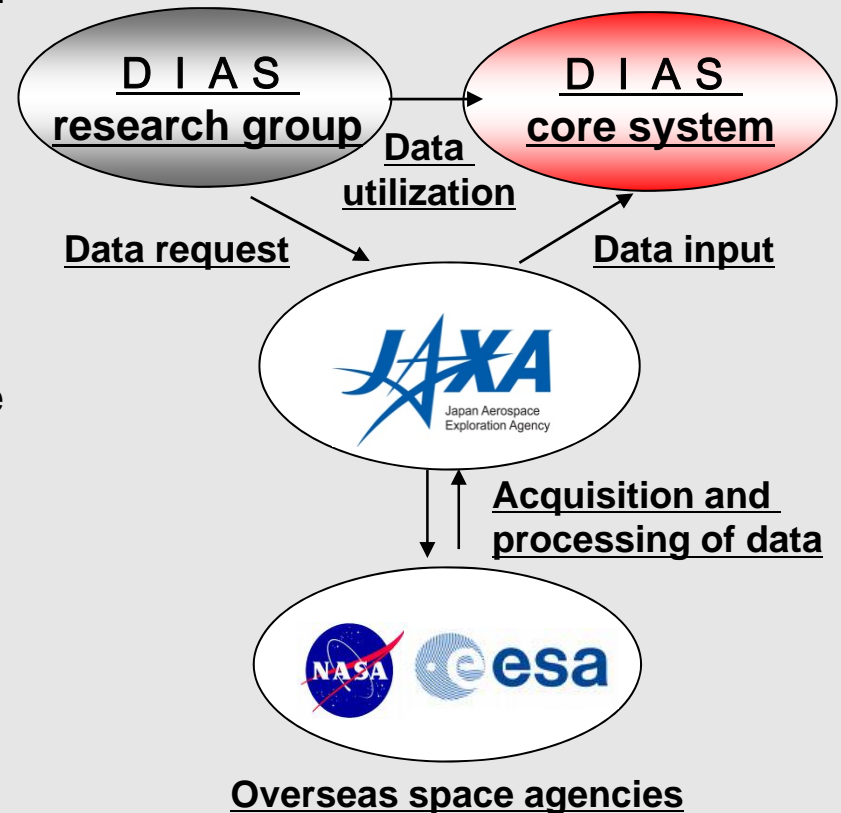 D I A S
research group
D I A S
core system
Data
utilization
Data request
Data input
JAXA
Japan Aerospace
Exploration Agency
e
Acquisition and
processing of data
NASA
esa
Overseas space agencies